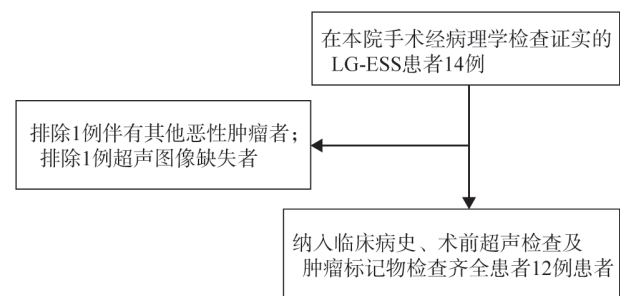 在本院手术经病理学检查证实的
LG-ESS患者14例
排除1例伴有其他恶性肿瘤者；
排除1例超声图像缺失者
纳入临床病史、术前超声检查及
肿瘤标记物检查齐全患者12例患者